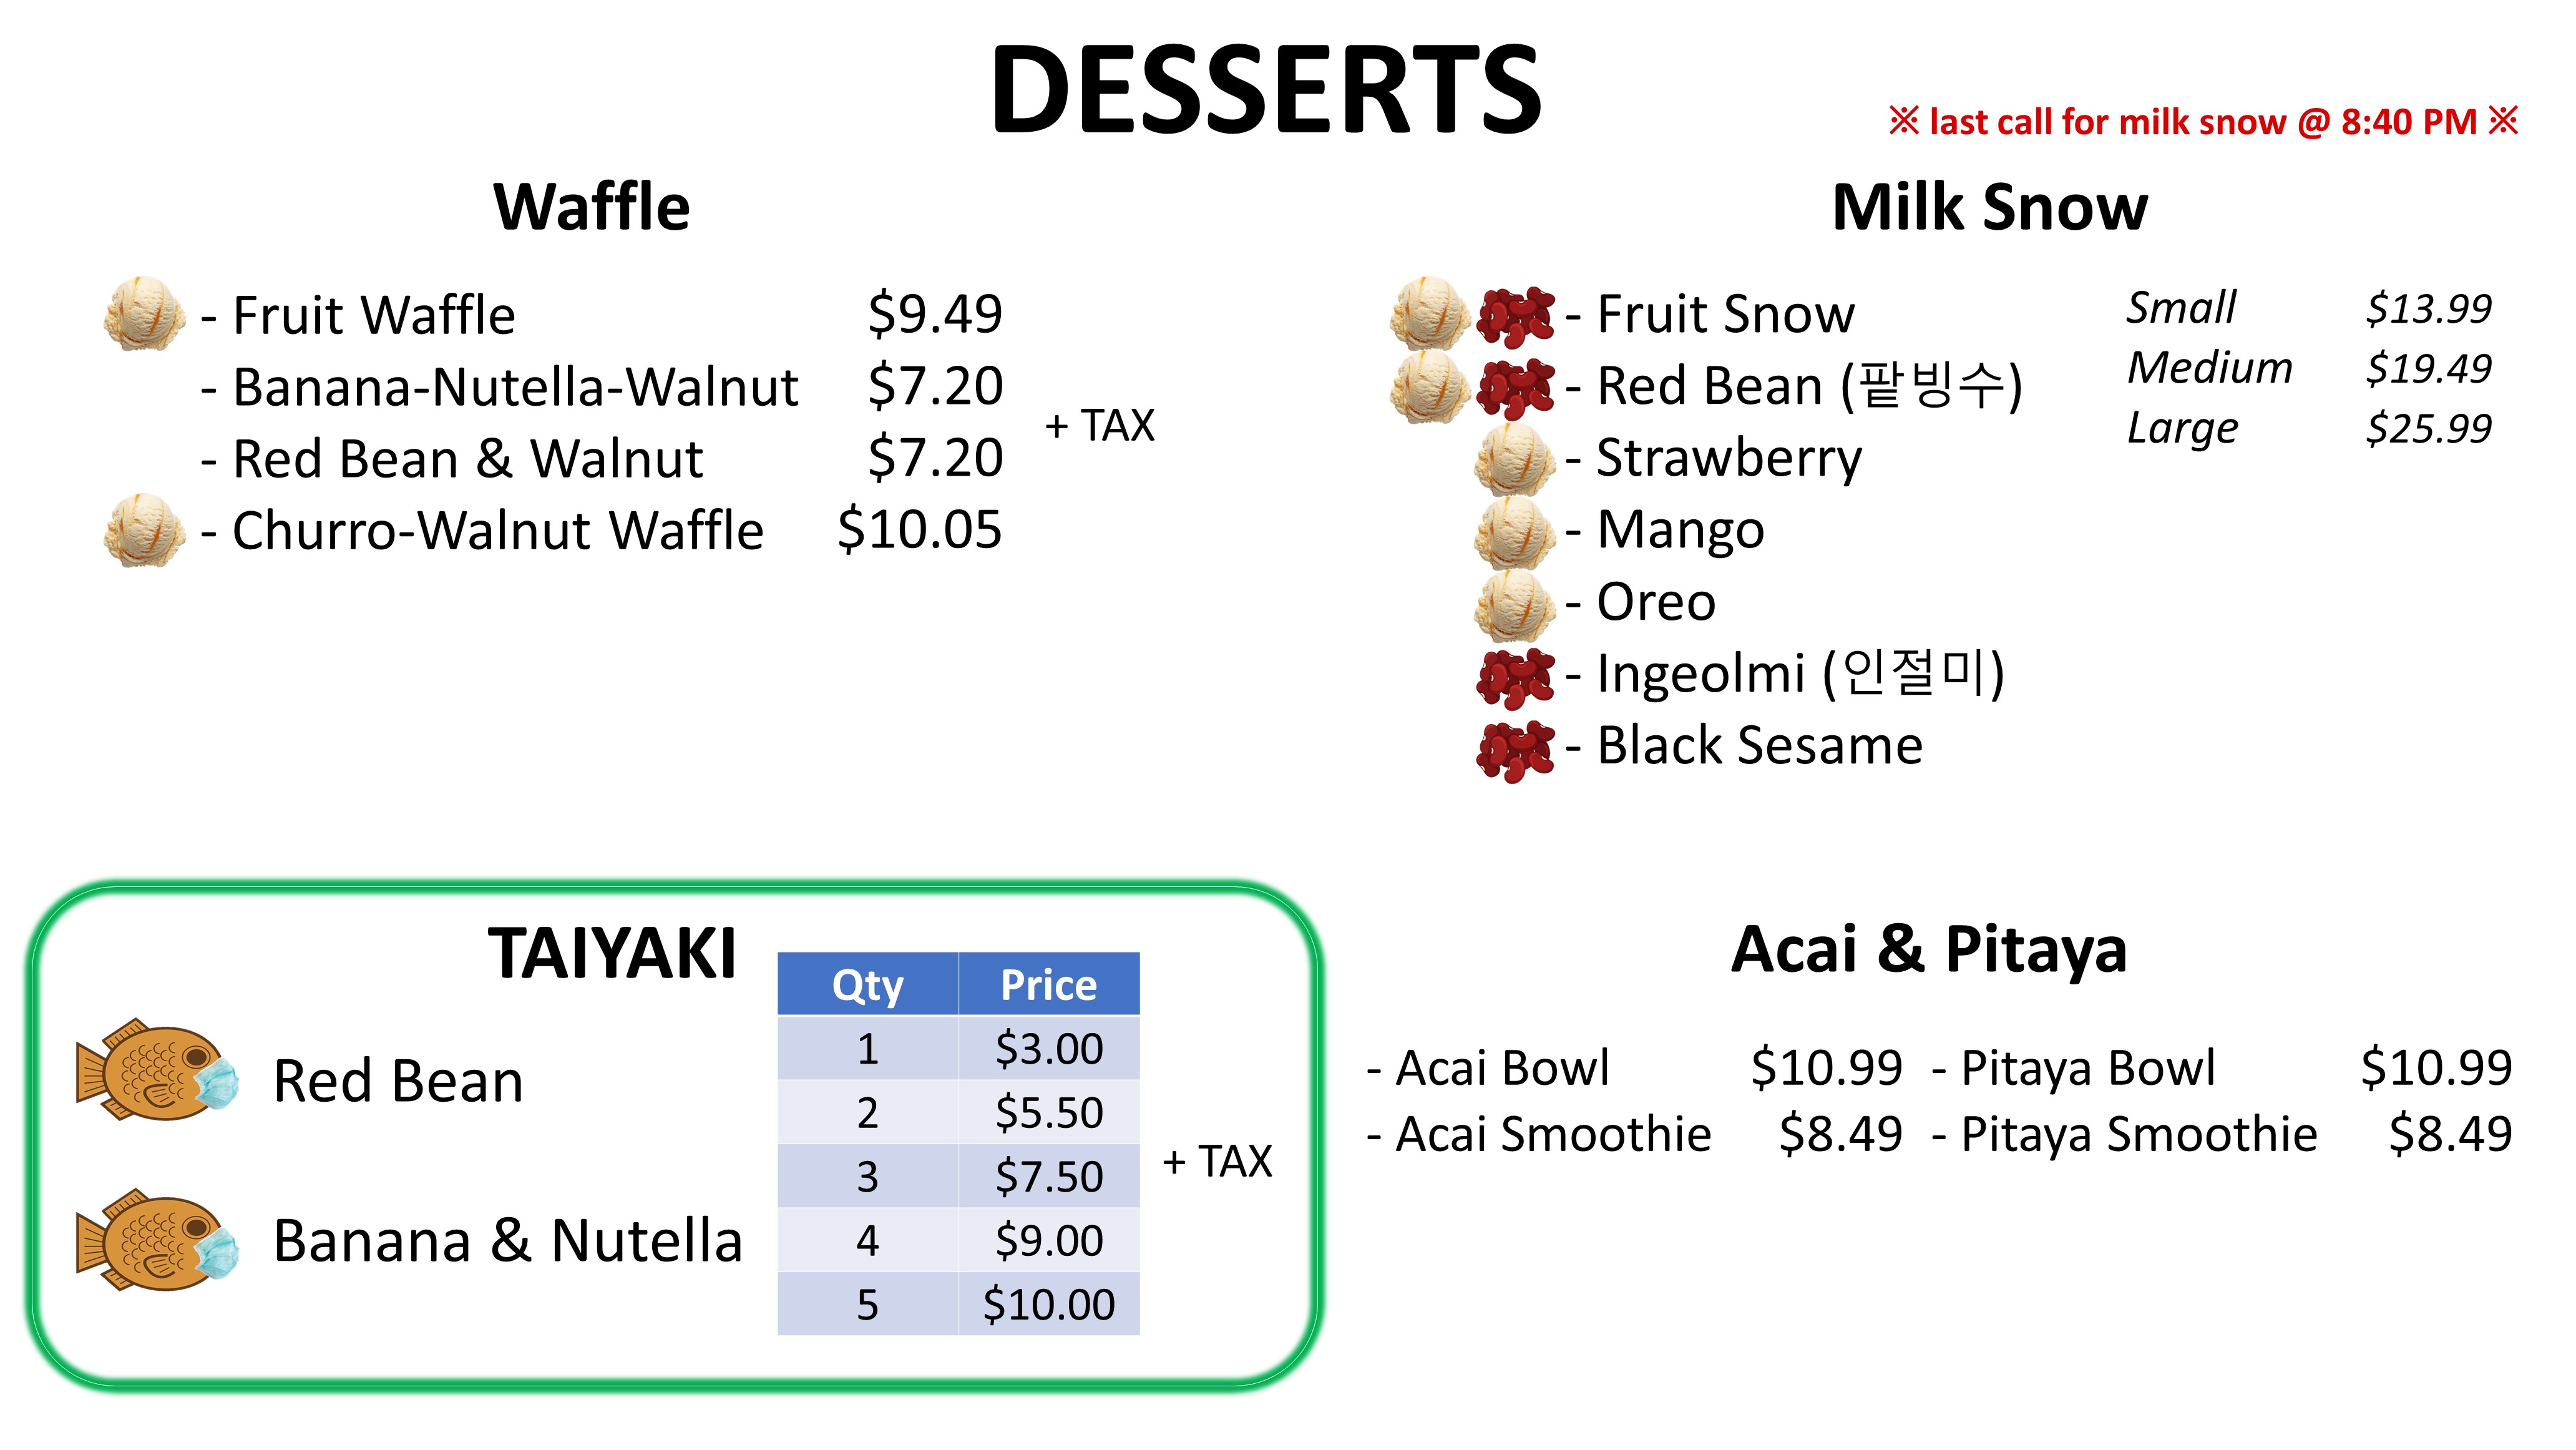 DESSERTS
※ last call for milk snow @ 8:40 PM ※
Waffle
- Fruit Waffle $9.49
- Banana-Nutella-Walnut $7.20
- Red Bean & Walnut $7.20
- Churro-Walnut Waffle $10.05
+ TAX
Milk Snow
- Fruit Snow
- Red Bean (팥빙수)
- Strawberry
- Mango
- Oreo
- Ingeolmi (인절미)
- Black Sesame
Small $13.99
Medium $19.49
Large $25.99
TAIYAKI
Red Bean
Banana & Nutella
Qty Price
1 $3.00
2 $5.50
3 $7.50
4 $9.00
5 $10.00
+ TAX
Acai & Pitaya
- Acai Bowl $10.99 - Pitaya Bowl $10.99
- Acai Smoothie $8.49 - Pitaya Smoothie $8.49